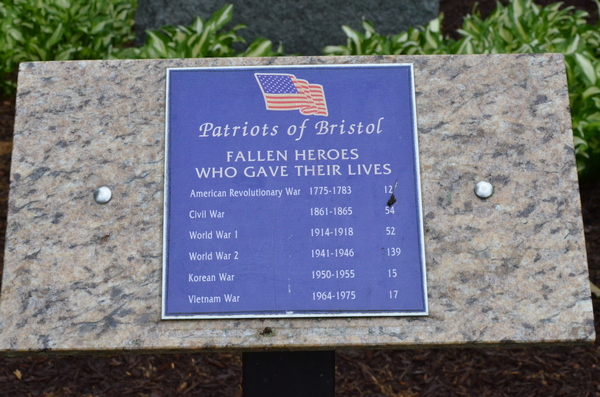 Patriots of Bristol
FALLEN HEROES
WHO GAVE THEIR LIVES
American Revolutionary War 1775-1783 12
Civil War 1861-1865 54
World War 1 1914-1918 52
World War 2 1941-1946 139
Korean War 1950-1955 15
Vietnam War 1964-1975 17